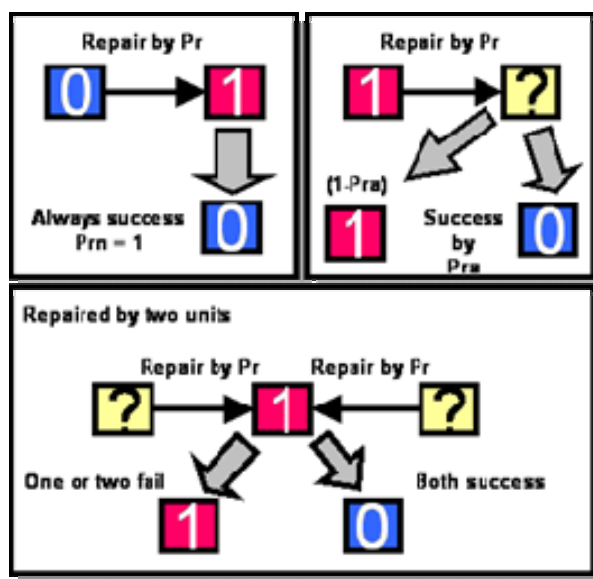 Repair by Pr
0 1
Always success
Prn = 1
0
Repair by Pr
1 ?
(1-Pra)
1
Success
by
Pra
0
Repaired by two units
Repair by Pr Repair by Pr
? 1 ?
One or two fail
Both success
1 0